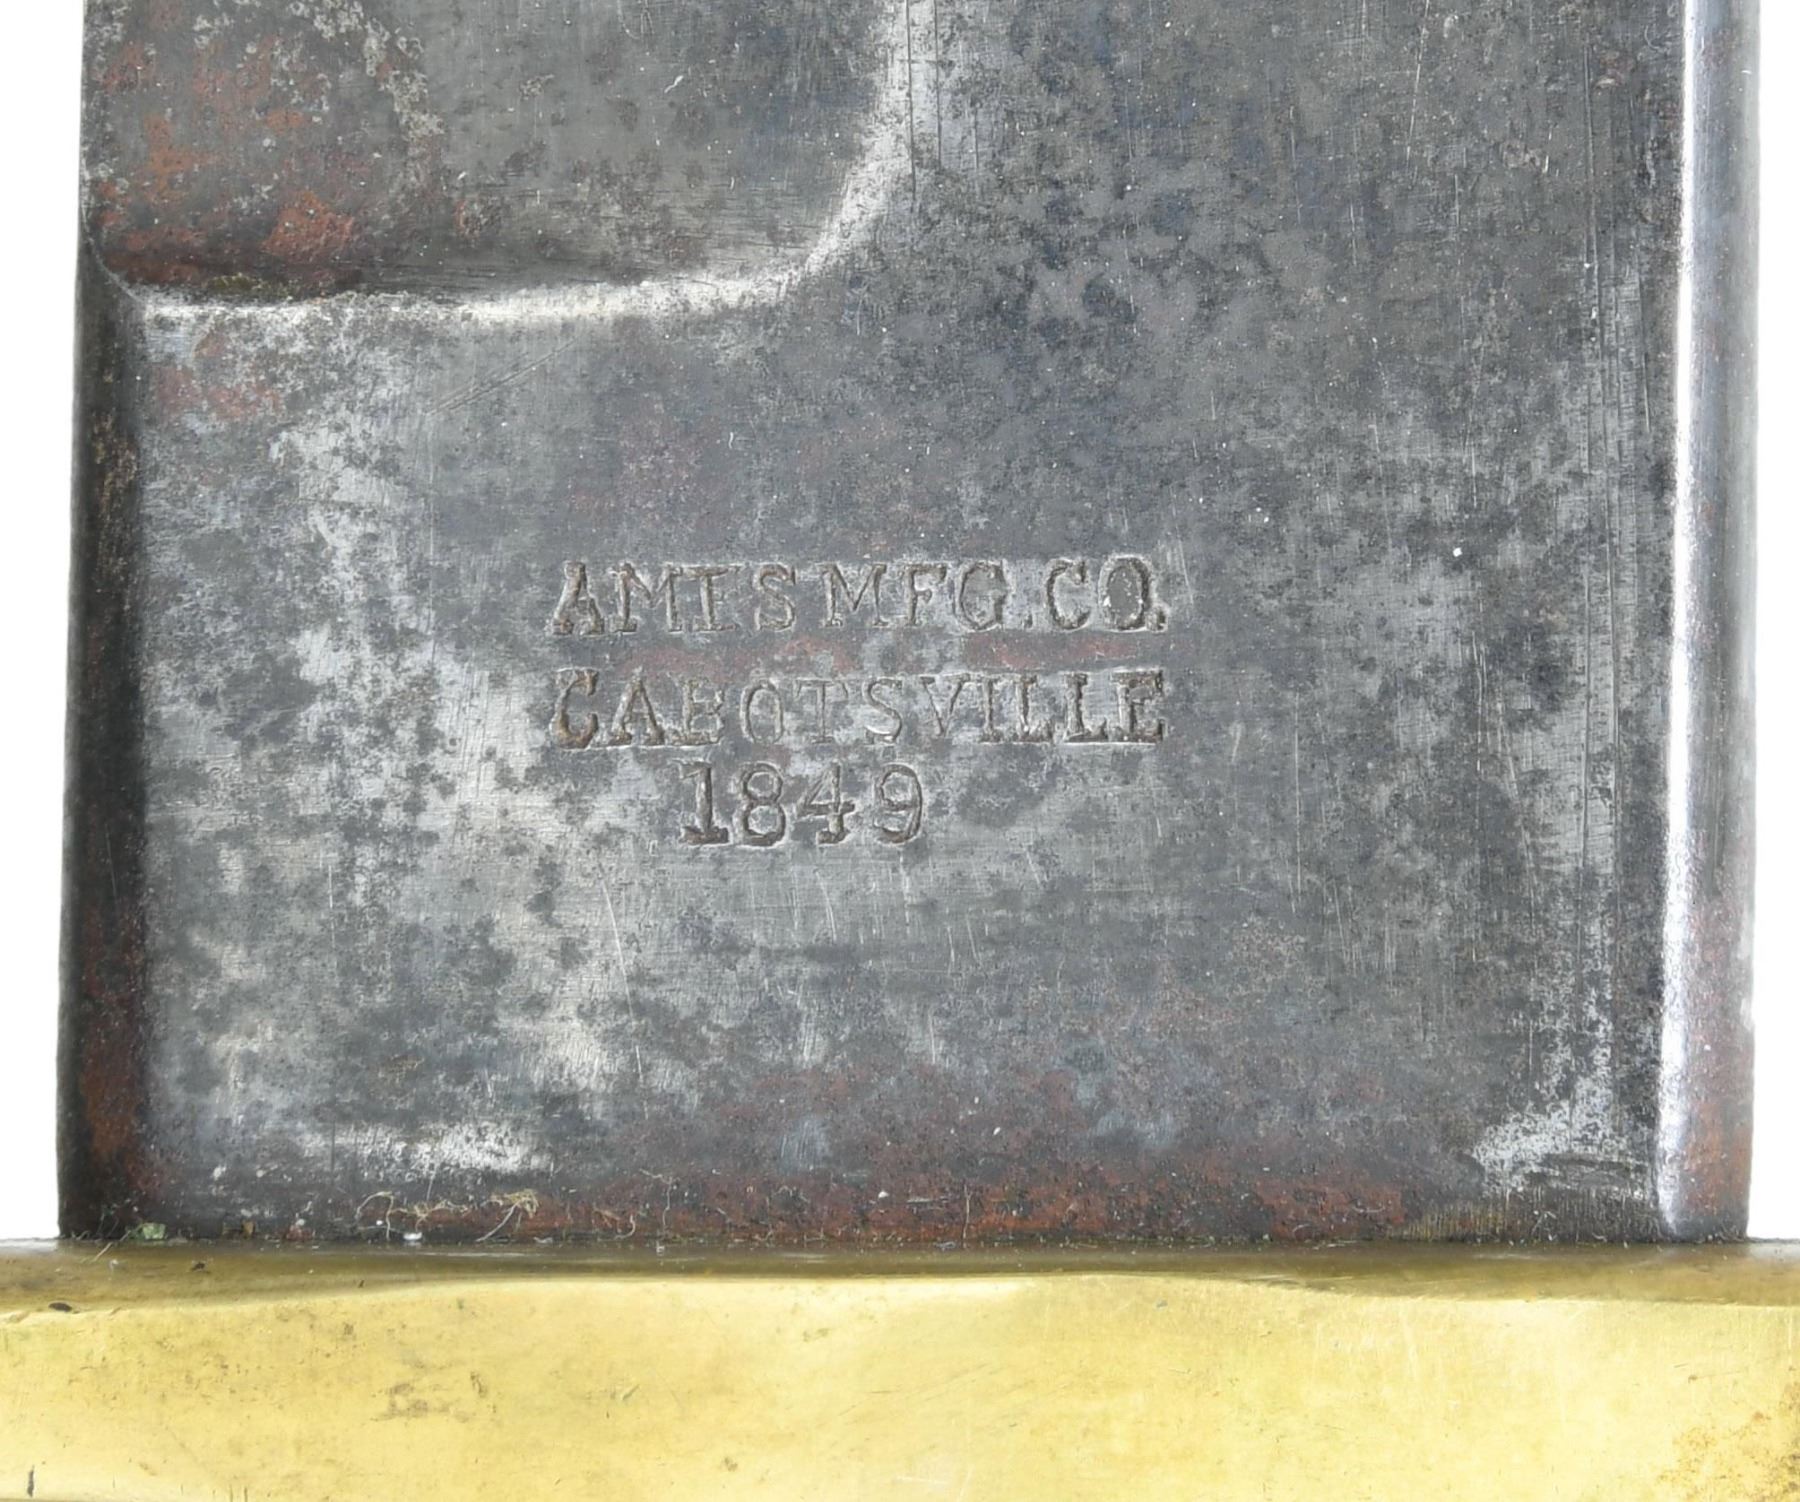 AMES MFG. CO.
CABOTSVILLE
1849